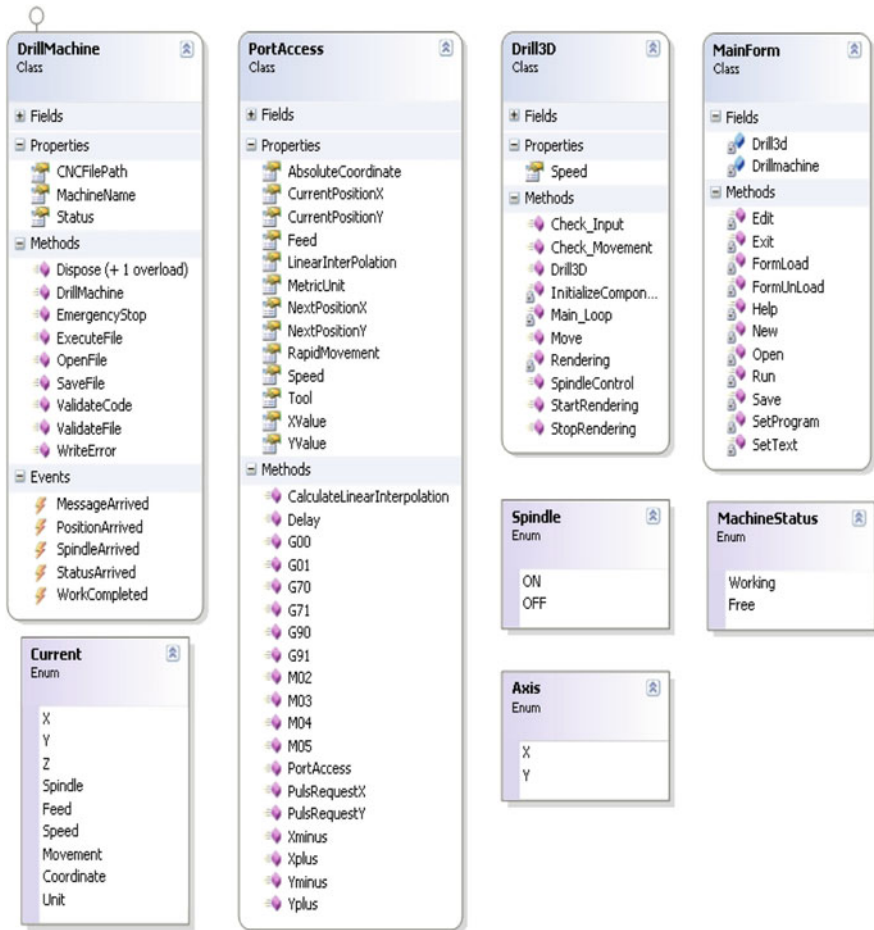 DrillMachine
Class
Fields
Properties
CNCFilePath
MachineName
Status
Methods
Dispose (+ 1 overload)
DrillMachine
EmergencyStop
ExecuteFile
OpenFile
SaveFile
ValidateCode
ValidateFile
WriteError
Events
MessageArrived
PositionArrived
SpindleArrived
StatusArrived
WorkCompleted
Current
Enum
X
Y
Z
Spindle
Feed
Speed
Movement
Coordinate
Unit
PortAccess
Class
Fields
Properties
AbsoluteCoordinate
CurrentPositionX
CurrentPositionY
Feed
LinearInterPolation
MetricUnit
NextPositionX
NextPositionY
RapidMovement
Speed
Tool
XValue
YValue
Methods
CalculateLinearInterpolation
Delay
G00
G01
G70
G71
G90
G91
M02
M03
M04
M05
PortAccess
PulsRequestX
PulsRequestY
Xminus
Xplus
Yminus
Yplus
Drill3D
Class
Fields
Properties
Speed
Methods
Check_Input
Check_Movement
Drill3D
InitializeCompon...
Main_Loop
Move
Rendering
SpindleControl
StartRendering
StopRendering
Spindle
Enum
ON
OFF
Axis
Enum
X
Y
MainForm
Class
Fields
Drill3d
Drillmachine
Methods
Edit
Exit
FormLoad
FormUnLoad
Help
New
Open
Run
Save
SetProgram
SetText
MachineStatus
Enum
Working
Free